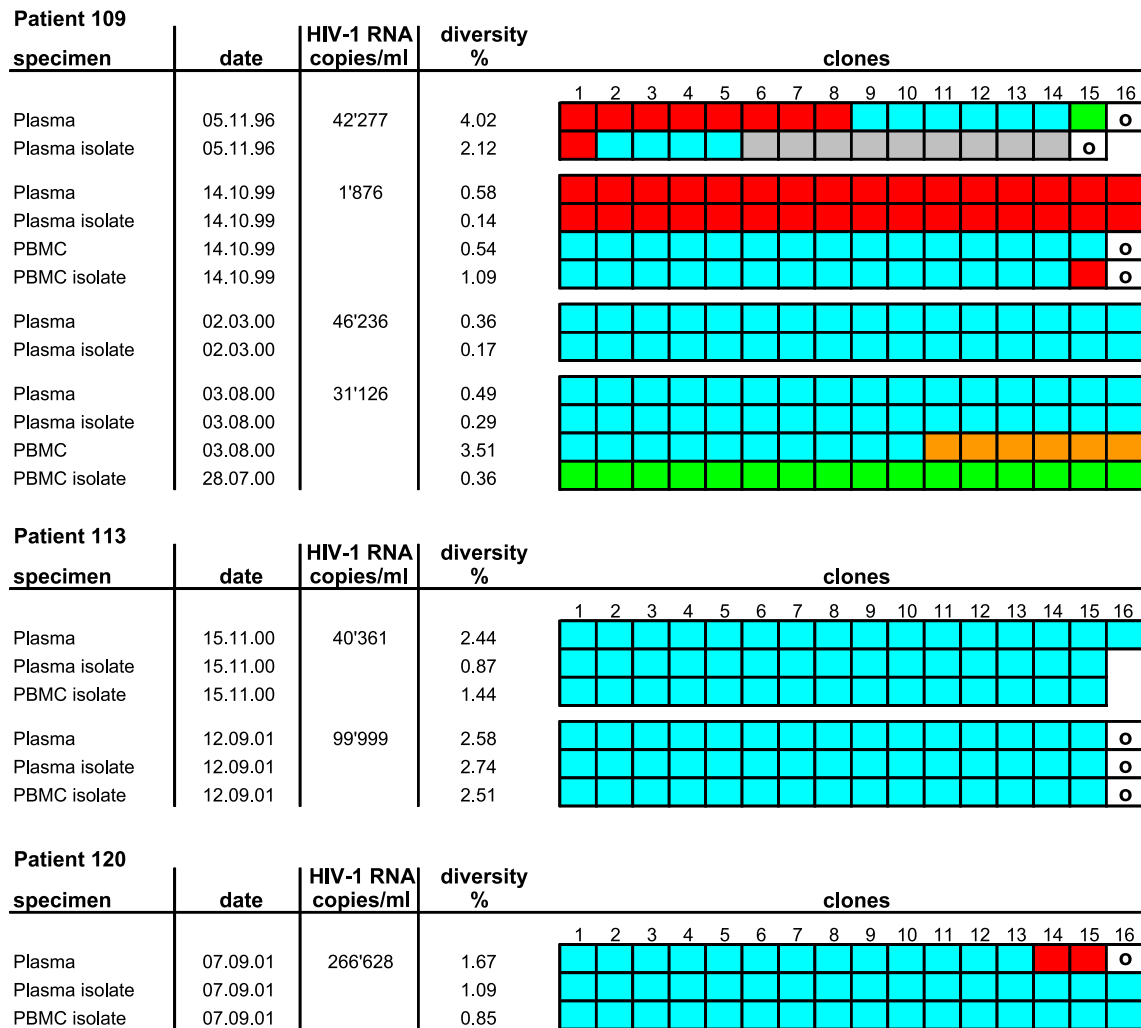 Patient 109
specimen date HIV-1 RNA copies/ml diversity % clones
1 2 3 4 5 6 7 8 9 10 11 12 13 14 15 16
Plasma 05.11.96 42'277 4.02 o
Plasma isolate 05.11.96 2.12 o
Plasma 14.10.99 1'876 0.58
Plasma isolate 14.10.99 0.14
PBMC 14.10.99 0.54 o
PBMC isolate 14.10.99 1.09 o
Plasma 02.03.00 46'236 0.36
Plasma isolate 02.03.00 0.17
Plasma 03.08.00 31'126 0.49
Plasma isolate 03.08.00 0.29
PBMC 03.08.00 3.51
PBMC isolate 28.07.00 0.36
Patient 113
specimen date HIV-1 RNA copies/ml diversity % clones
1 2 3 4 5 6 7 8 9 10 11 12 13 14 15 16
Plasma 15.11.00 40'361 2.44
Plasma isolate 15.11.00 0.87
PBMC isolate 15.11.00 1.44
Plasma 12.09.01 99'999 2.58 o
Plasma isolate 12.09.01 2.74 o
PBMC isolate 12.09.01 2.51 o
Patient 120
specimen date HIV-1 RNA copies/ml diversity % clones
1 2 3 4 5 6 7 8 9 10 11 12 13 14 15 16
Plasma 07.09.01 266'628 1.67 o
Plasma isolate 07.09.01 1.09
PBMC isolate 07.09.01 0.85